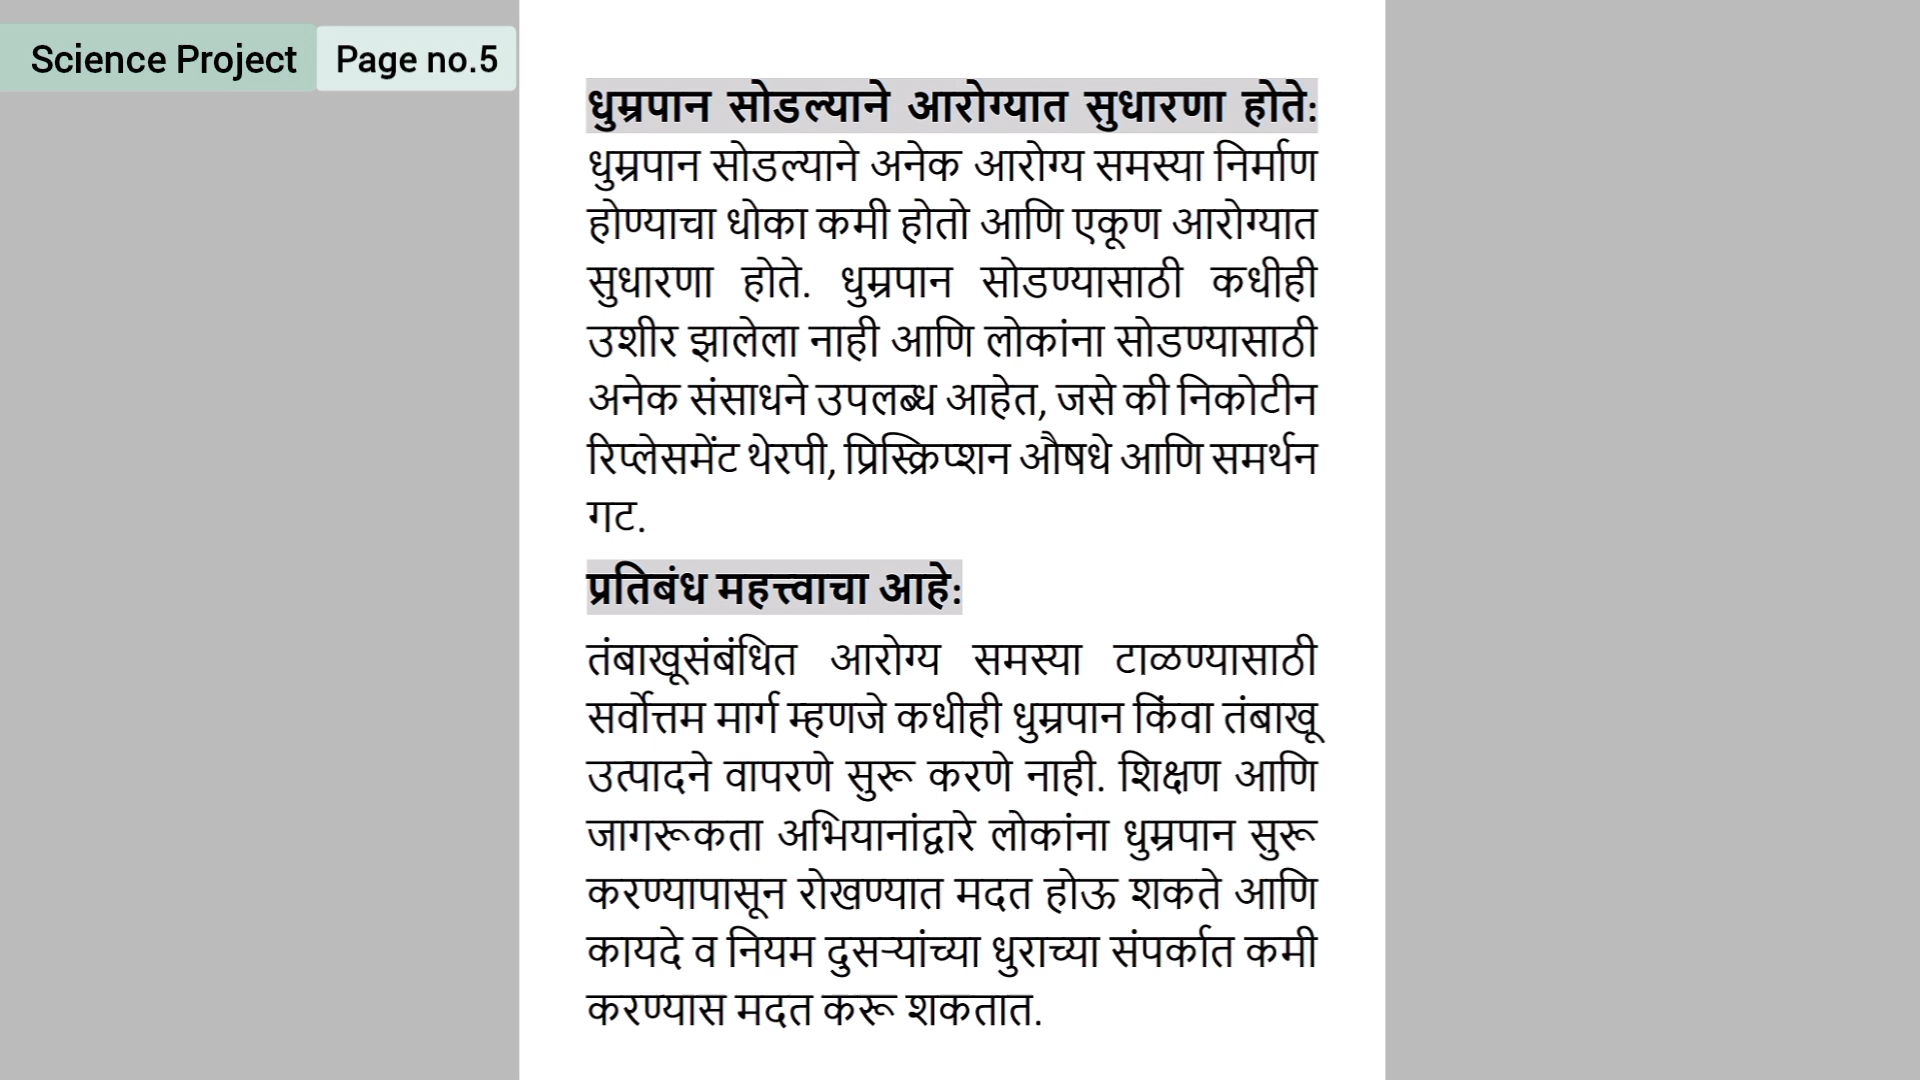 Science Project Page no.5
धुम्रपान सोडल्याने आरोग्यात सुधारणा होते:
धुम्रपान सोडल्याने अनेक आरोग्य समस्या निर्माण
होण्याचा धोका कमी होतो आणि एकूण आरोग्यात
सुधारणा होते. धुम्रपान सोडण्यासाठी कधीही
उशीर झालेला नाही आणि लोकांना सोडण्यासाठी
अनेक संसाधने उपलब्ध आहेत, जसे की निकोटीन
रिप्लेसमेंट थेरपी, प्रिस्क्रिप्शन औषधे आणि समर्थन
गट.
प्रतिबंध महत्त्वाचा आहे:
तंबाखूसंबंधित आरोग्य समस्या टाळण्यासाठी
सर्वोत्तम मार्ग म्हणजे कधीही धुम्रपान किंवा तंबाखू
उत्पादने वापरणे सुरू करणे नाही. शिक्षण आणि
जागरूकता अभियानांद्वारे लोकांना धुम्रपान सुरू
करण्यापासून रोखण्यात मदत होऊ शकते आणि
कायदे व नियम दुसऱ्यांच्या धुराच्या संपर्कात कमी
करण्यास मदत करू शकतात.